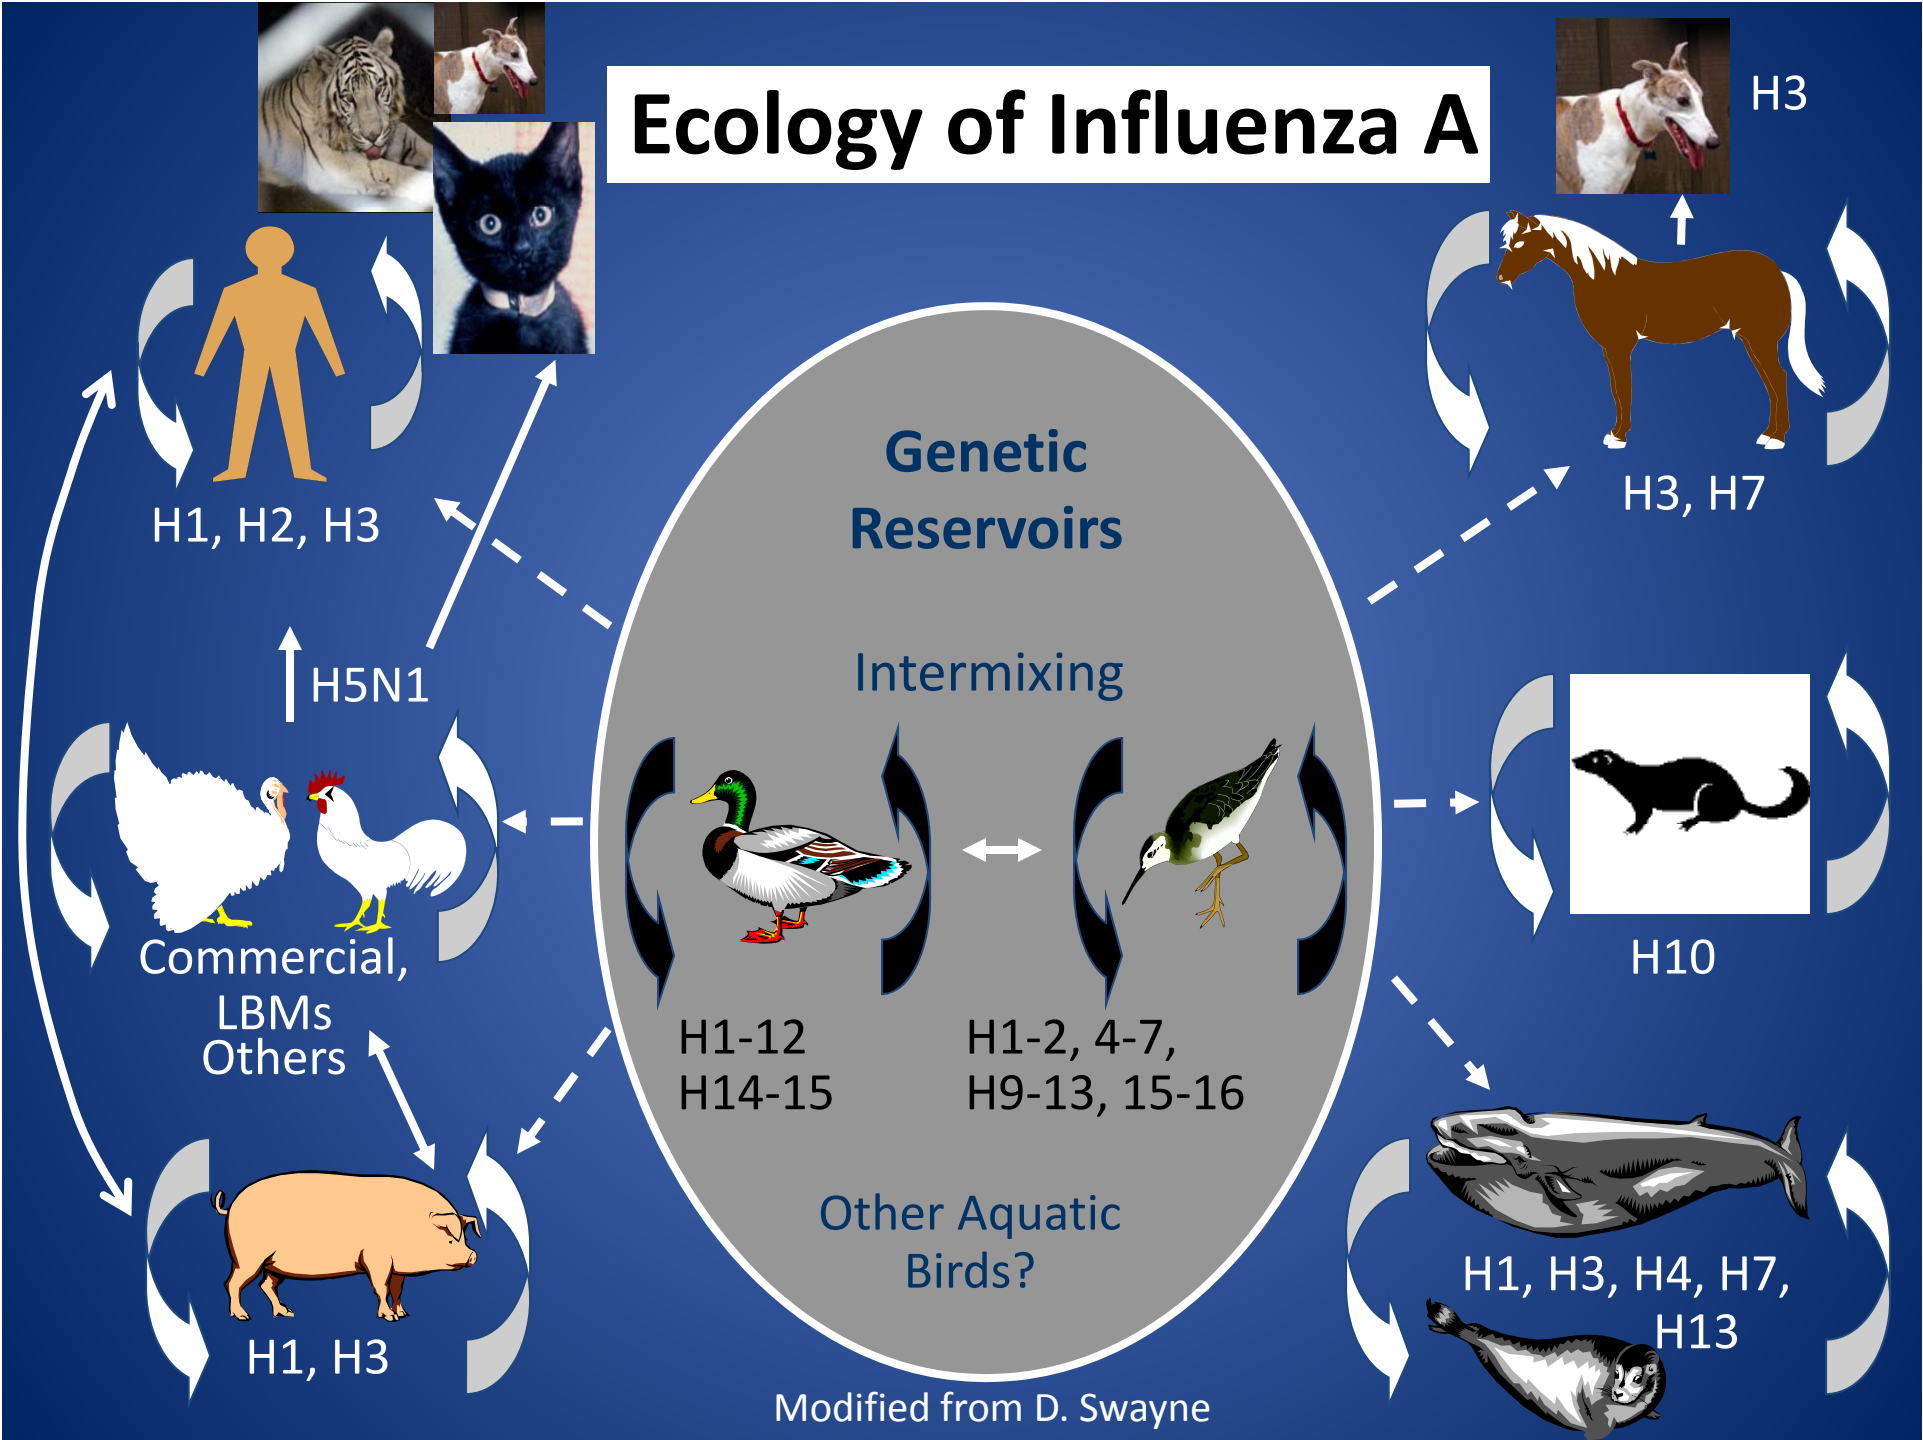 Ecology of Influenza A
H3
H1, H2, H3
H3, H7
Genetic
Reservoirs
Intermixing
H5N1
Commercial,
LBMs
Others
H10
H1-12
H14-15
H1-2, 4-7,
H9-13, 15-16
Other Aquatic
Birds?
H1, H3
H1, H3, H4, H7,
H13
Modified from D. Swayne